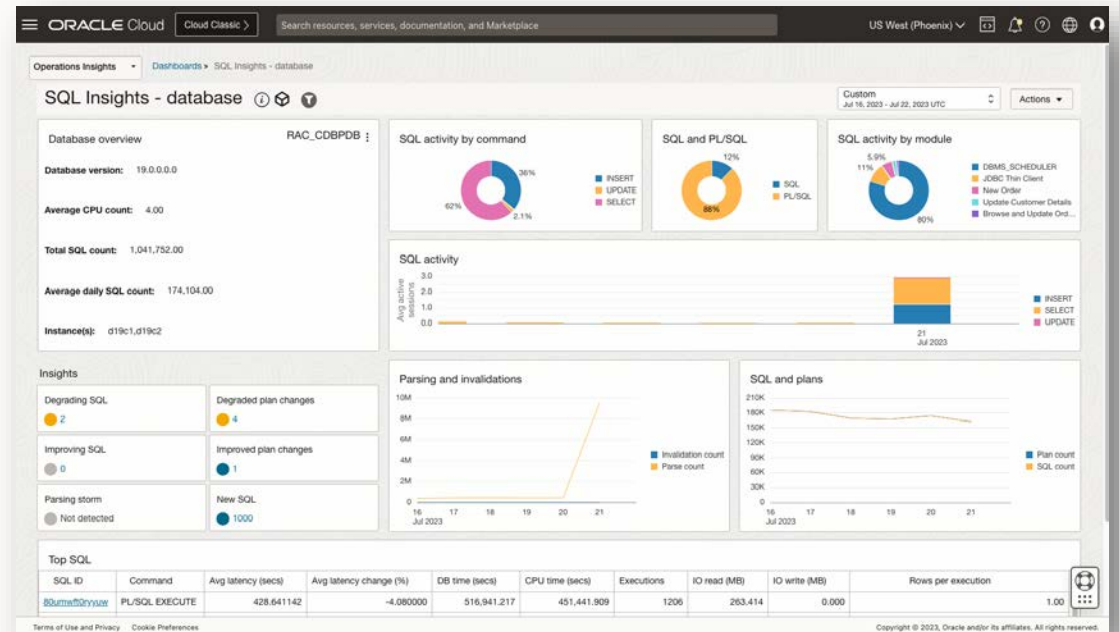 ORACLE Cloud
Cloud Classic >
Search resources, services, documentation, and Marketplace
US West (Phoenix)
Operations Insights
Dashboards » SQL Insights - database
SQL Insights - database
Custom
Jul 16, 2023 - Jul 22, 2023 UTC
Actions
Database overview
RAC_CDBPDB
Database version: 19.0.0.0.0
Average CPU count: 4.00
Total SQL count: 1,041,752.00
Average daily SQL count: 174,104.00
Instance(s): d19c1,d19c2
SQL activity by command
36%
62%
2.1%
INSERT
UPDATE
SELECT
SQL and PL/SQL
12%
88%
SQL
PL/SQL
SQL activity by module
5.9%
11%
80%
DBMS_SCHEDULER
JDBC Thin Client
New Order
Update Customer Details
Browse and Update Ord...
SQL activity
Avg active
sessions
3.0
2.0
1.0
0.0
21
Jul 2023
INSERT
SELECT
UPDATE
Insights
Degrading SQL
2
Degraded plan changes
4
Improving SQL
0
Improved plan changes
1
Parsing storm
Not detected
New SQL
1000
Parsing and invalidations
10M
8M
6M
4M
2M
0
16 17 18 19 20 21
Jul 2023
Invalidation count
Parse count
SQL and plans
210K
180K
150K
120K
90K
60K
30K
0
16 17 18 19 20 21
Jul 2023
Plan count
SQL count
Top SQL
SQL ID Command Avg latency (secs) Avg latency change (%) DB time (secs) CPU time (secs) Executions IO read (MB) IO write (MB) Rows per execution
PL/SQL EXECUTE 428.641142 -4.080000 516,941.217 451,441.909 1206 263.414 0.000 1.00
Terms of Use and Privacy Cookie Preferences
Copyright © 2023, Oracle and/or its affiliates. All rights reserved.